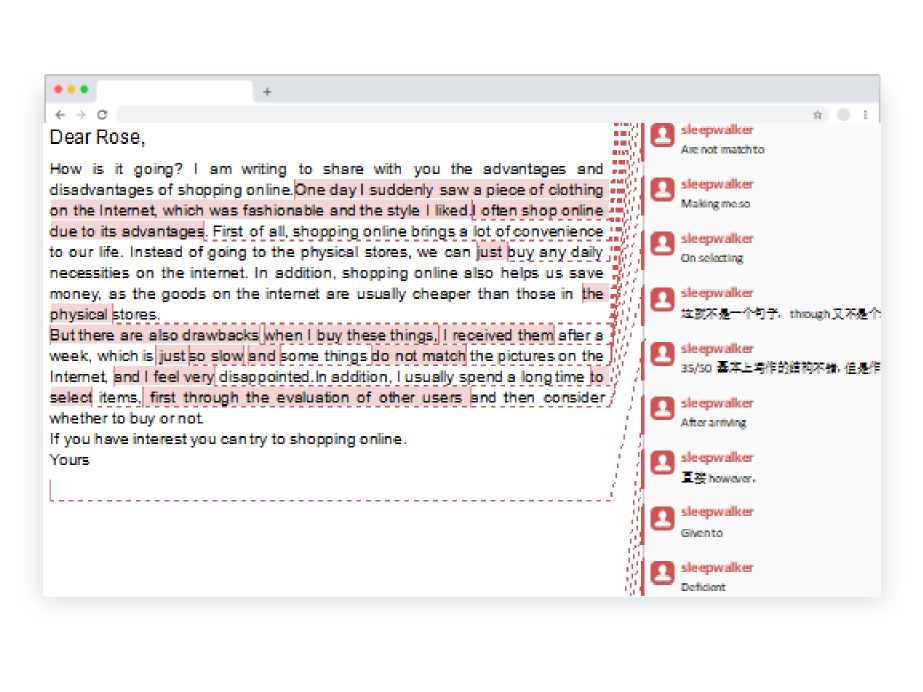 Dear Rose,
How is it going? I am writing to share with you the advantages and
disadvantages of shopping online.One day I suddenly saw a piece of clothing
on the Internet, which was fashionable and the style I liked.I often shop online
due to its advantages. First of all, shopping online brings a lot of convenience
to our life. Instead of going to the physical stores, we can just buy any daily
necessities on the internet. In addition, shopping online also helps us save
money, as the goods on the internet are usually cheaper than those in the
physical stores.
But there are also drawbacks when I buy these things, I received them after a
week, which is just so slow and some things do not match the pictures on the
Internet, and I feel very disappointed.In addition, I usually spend a long time to
select items, first through the evaluation of other users and then consider
whether to buy or not.
If you have interest you can try to shopping online.
Yours
sleepwalker
Are not match to
sleepwalker
Making me so
sleepwalker
On selecting
sleepwalker
这就不是一个句子，through 又不是个
sleepwalker
35/50 基本上写作的结构不错，但是作
sleepwalker
After arriving
sleepwalker
直接 however，
sleepwalker
Given to
sleepwalker
Deficient